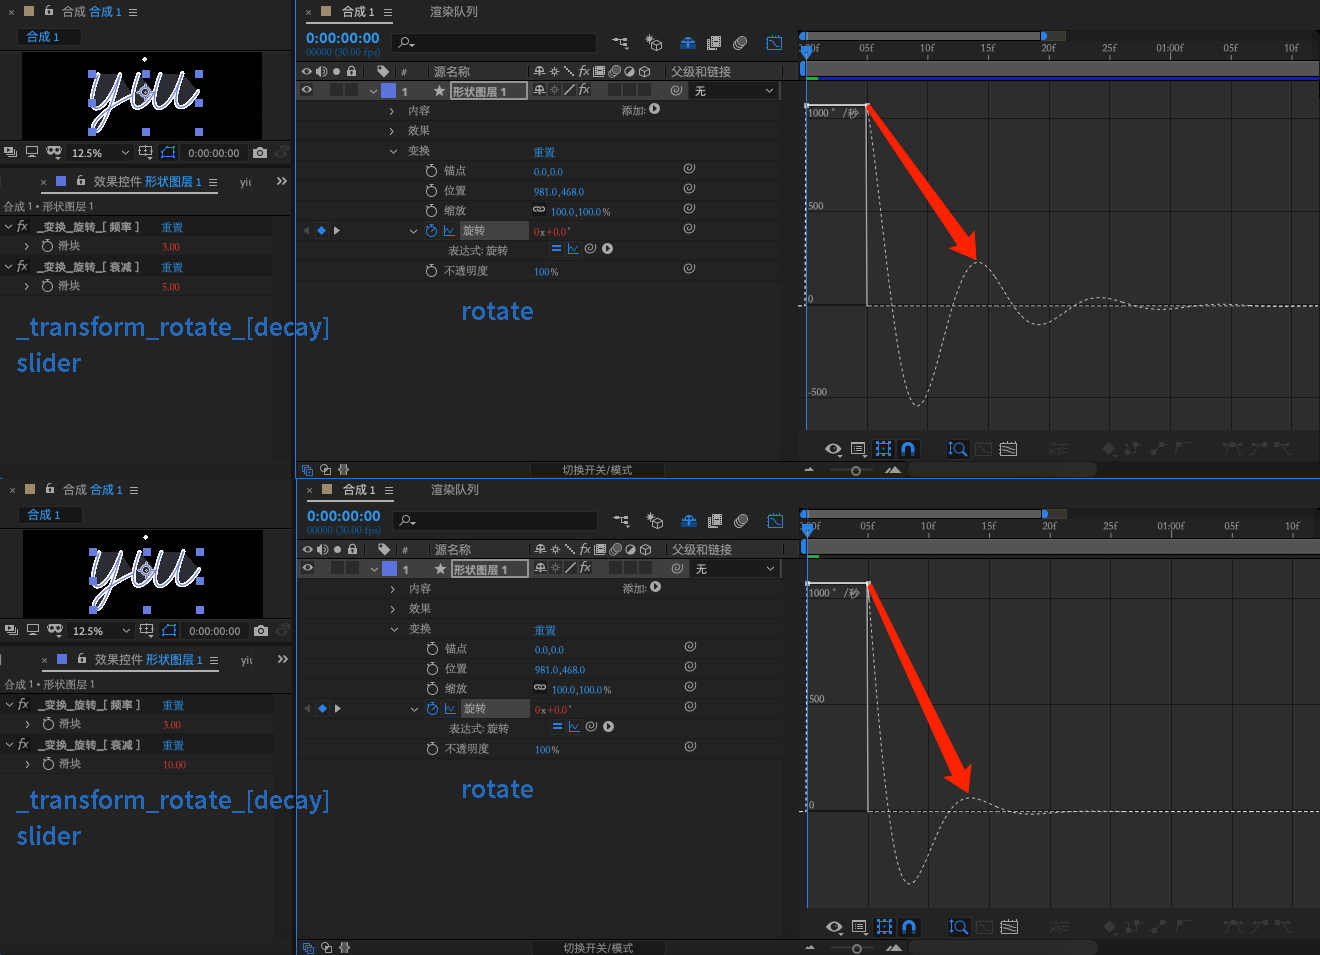 合成 合成 1
合成 1
12.5%
0:00:00:00
效果控件 形状图层 1
yiu
合成 1 • 形状图层 1
fx _变换_旋转_[ 频率 ] 重置
滑块 3.00
fx _变换_旋转_[ 衰减 ] 重置
滑块 5.00
_transform_rotate_[decay]
slider
合成 1 渲染队列
0:00:00:00
00000 (30.00 fps)
# 源名称 fx 父级和链接
1 形状图层 1 fx 无
内容 添加:
效果
变换 重置
锚点 0.0,0.0
位置 981.0,468.0
缩放 100.0,100.0%
旋转 0x+0.0°
表达式: 旋转
不透明度 100%
rotate
切换开关/模式
:00f 05f 10f 15f 20f 25f 01:00f 05f 10f
1000 ° /秒
500
0
-500
合成 合成 1
合成 1
12.5%
0:00:00:00
效果控件 形状图层 1
yiu
合成 1 • 形状图层 1
fx _变换_旋转_[ 频率 ] 重置
滑块 3.00
fx _变换_旋转_[ 衰减 ] 重置
滑块 10.00
_transform_rotate_[decay]
slider
合成 1 渲染队列
0:00:00:00
00000 (30.00 fps)
# 源名称 fx 父级和链接
1 形状图层 1 fx 无
内容 添加:
效果
变换 重置
锚点 0.0,0.0
位置 981.0,468.0
缩放 100.0,100.0%
旋转 0x+0.0°
表达式: 旋转
不透明度 100%
rotate
切换开关/模式
:00f 05f 10f 15f 20f 25f 01:00f 05f 10f
1000 ° /秒
500
0